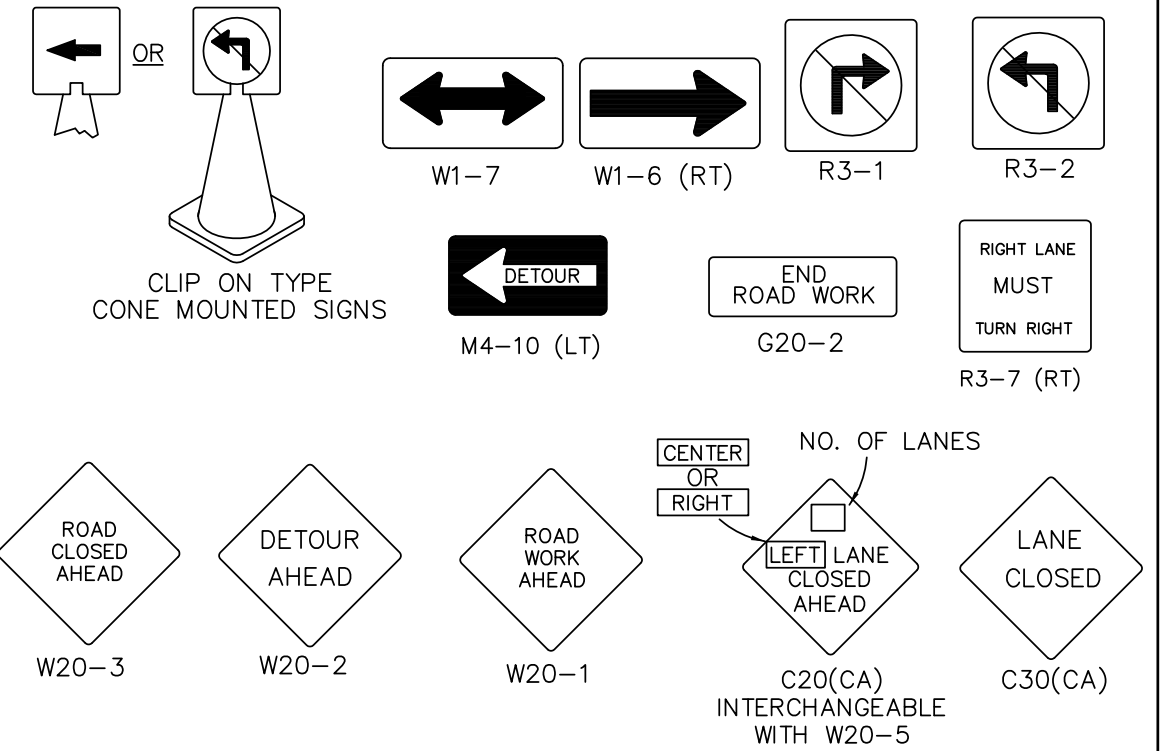 OR
CLIP ON TYPE
CONE MOUNTED SIGNS
W1-7
W1-6 (RT)
R3-1
R3-2
DETOUR
M4-10 (LT)
END
ROAD WORK
G20-2
RIGHT LANE
MUST
TURN RIGHT
R3-7 (RT)
ROAD
CLOSED
AHEAD
W20-3
DETOUR
AHEAD
W20-2
ROAD
WORK
AHEAD
W20-1
CENTER
OR
RIGHT
NO. OF LANES
LEFT LANE
CLOSED
AHEAD
C20(CA)
INTERCHANGEABLE
WITH W20-5
LANE
CLOSED
C30(CA)